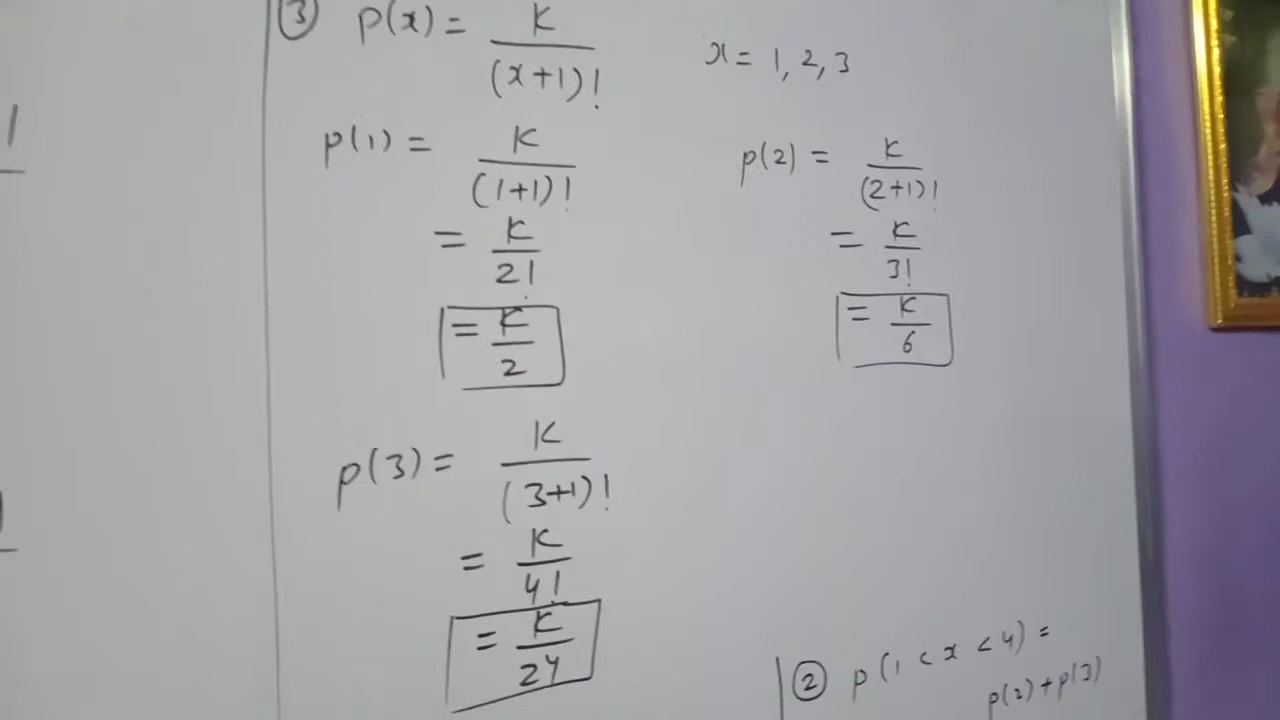 ③ P(x) = K/(x+1)!
x = 1, 2, 3
P(1) = K/(1+1)!
= K/2!
= K/2
P(2) = K/(2+1)!
= K/3!
= K/6
P(3) = K/(3+1)!
= K/4!
= K/24
② P(1 < x < 4) =
P(2)+P(3)